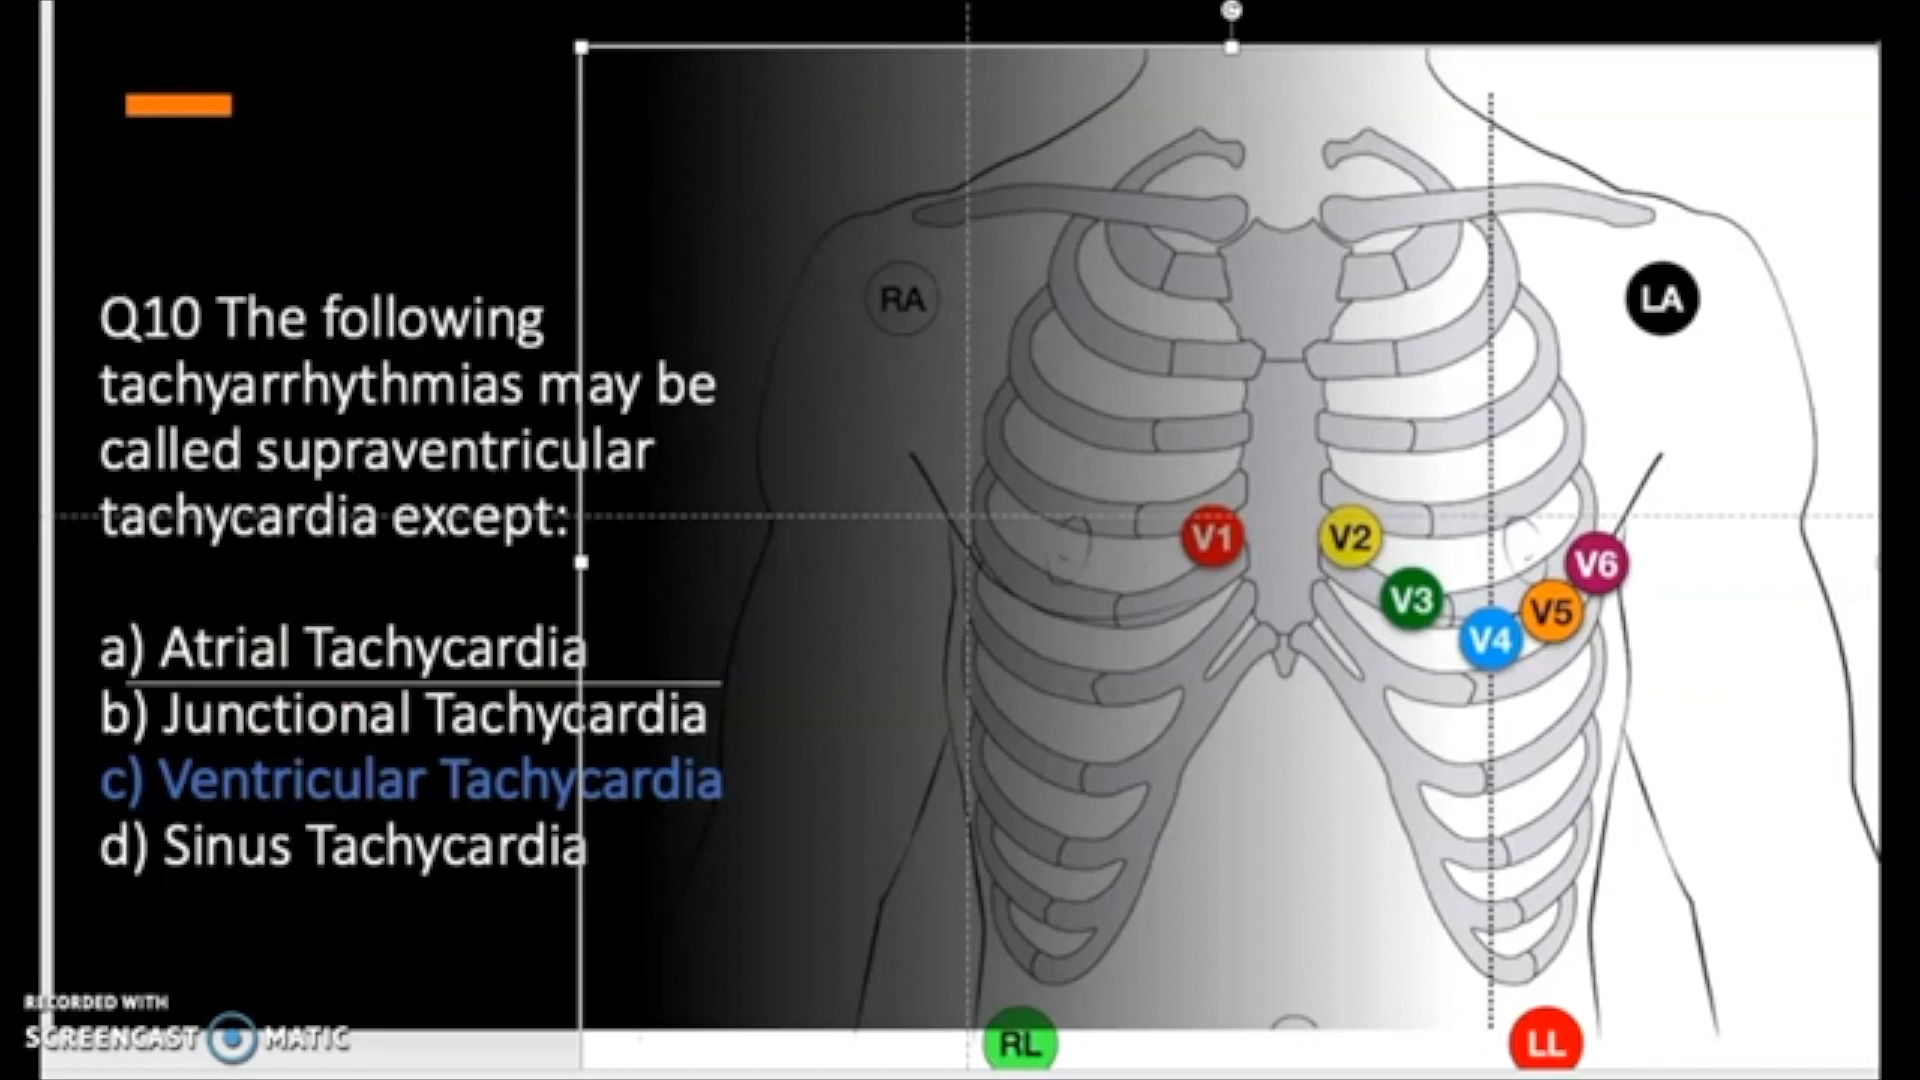 Q10 The following
tachyarrhythmias may be
called supraventricular
tachycardia except:
a) Atrial Tachycardia
b) Junctional Tachycardia
c) Ventricular Tachycardia
d) Sinus Tachycardia
RA
LA
V1
V2
V3
V4
V5
V6
RL
LL
RECORDED WITH
SCREENCAST MATIC